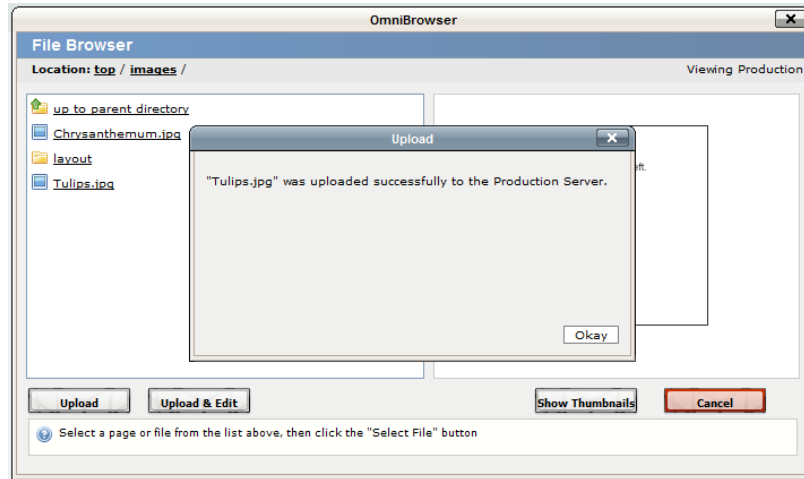 OmniBrowser
File Browser
Location: top / images /
Viewing Production
up to parent directory
Chrysanthemum.jpg
layout
Tulips.jpg
Upload
"Tulips.jpg" was uploaded successfully to the Production Server.
Okay
Upload
Upload & Edit
Show Thumbnails
Cancel
Select a page or file from the list above, then click the "Select File" button